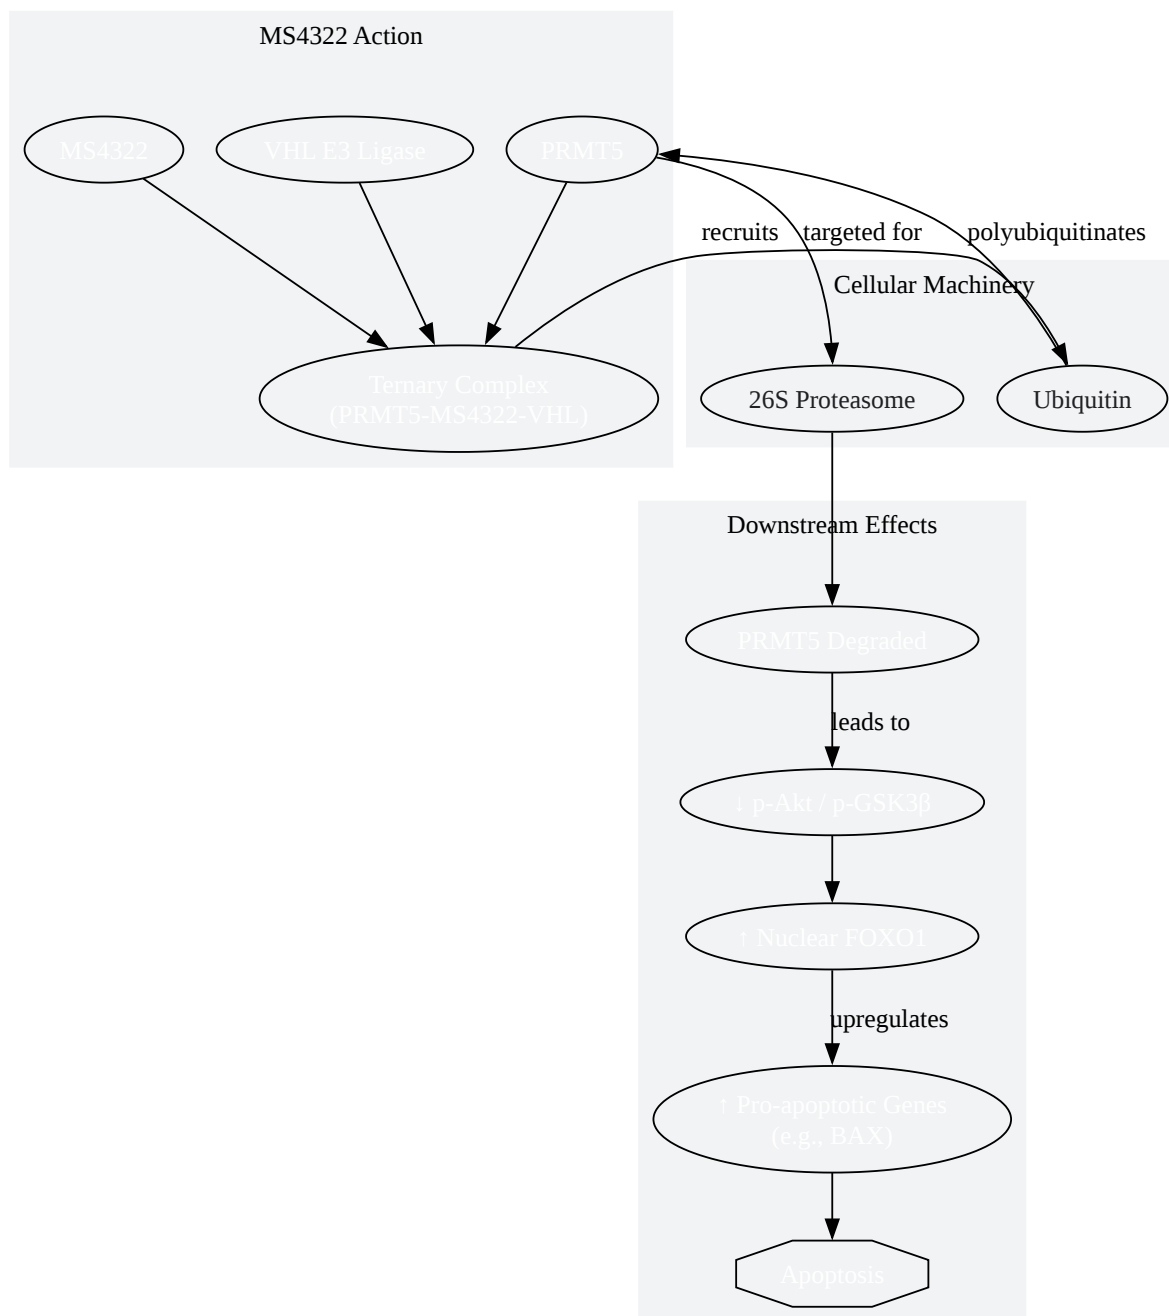 MS4322 Action
MS4322
VHL E3 Ligase
PRMT5
recruits
targeted for
polyubiquitinates
Cellular Machinery
Ternary Complex
(PRMT5-MS4322-VHL)
26S Proteasome
Ubiquitin
Downstream Effects
PRMT5 Degraded
leads to
↓ p-Akt / p-GSK3β
↑ Nuclear FOXO1
upregulates
↑ Pro-apoptotic Genes
(e.g., BAX)
Apoptosis